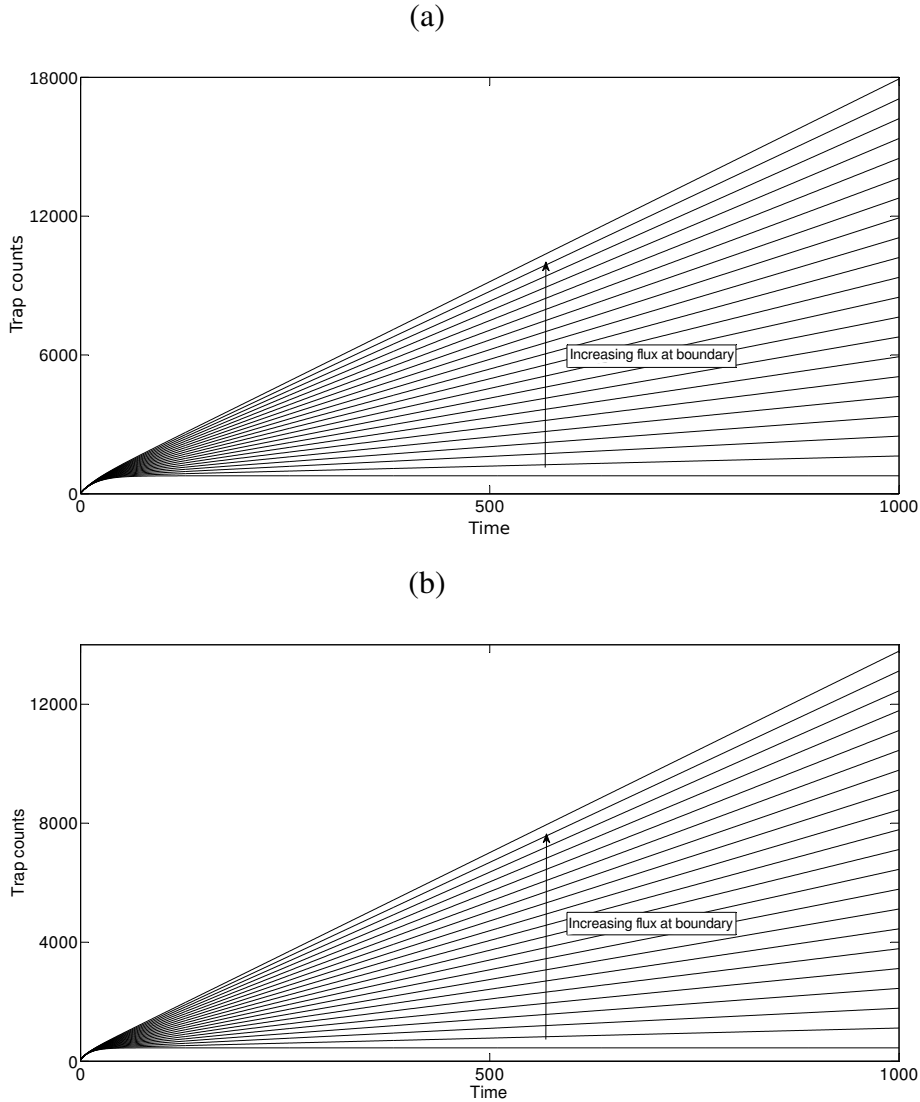 (a)
18000
12000
6000
0
Trap counts
Increasing flux at boundary
0
500
1000
Time
(b)
12000
8000
4000
0
Trap counts
Increasing flux at boundary
0
500
1000
Time